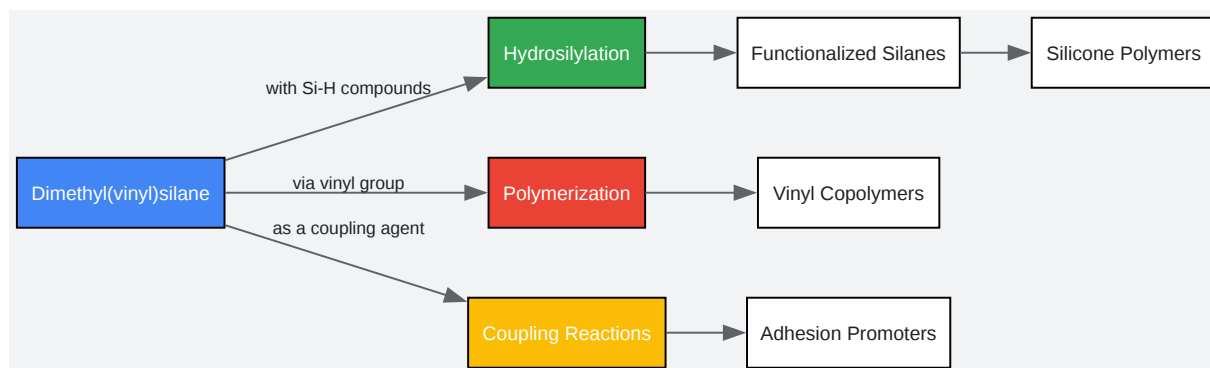 Hydrosilylation
Functionalized Silanes
Silicone Polymers
with Si-H compounds
Dimethyl(vinyl)silane
via vinyl group
Polymerization
Vinyl Copolymers
as a coupling agent
Coupling Reactions
Adhesion Promoters